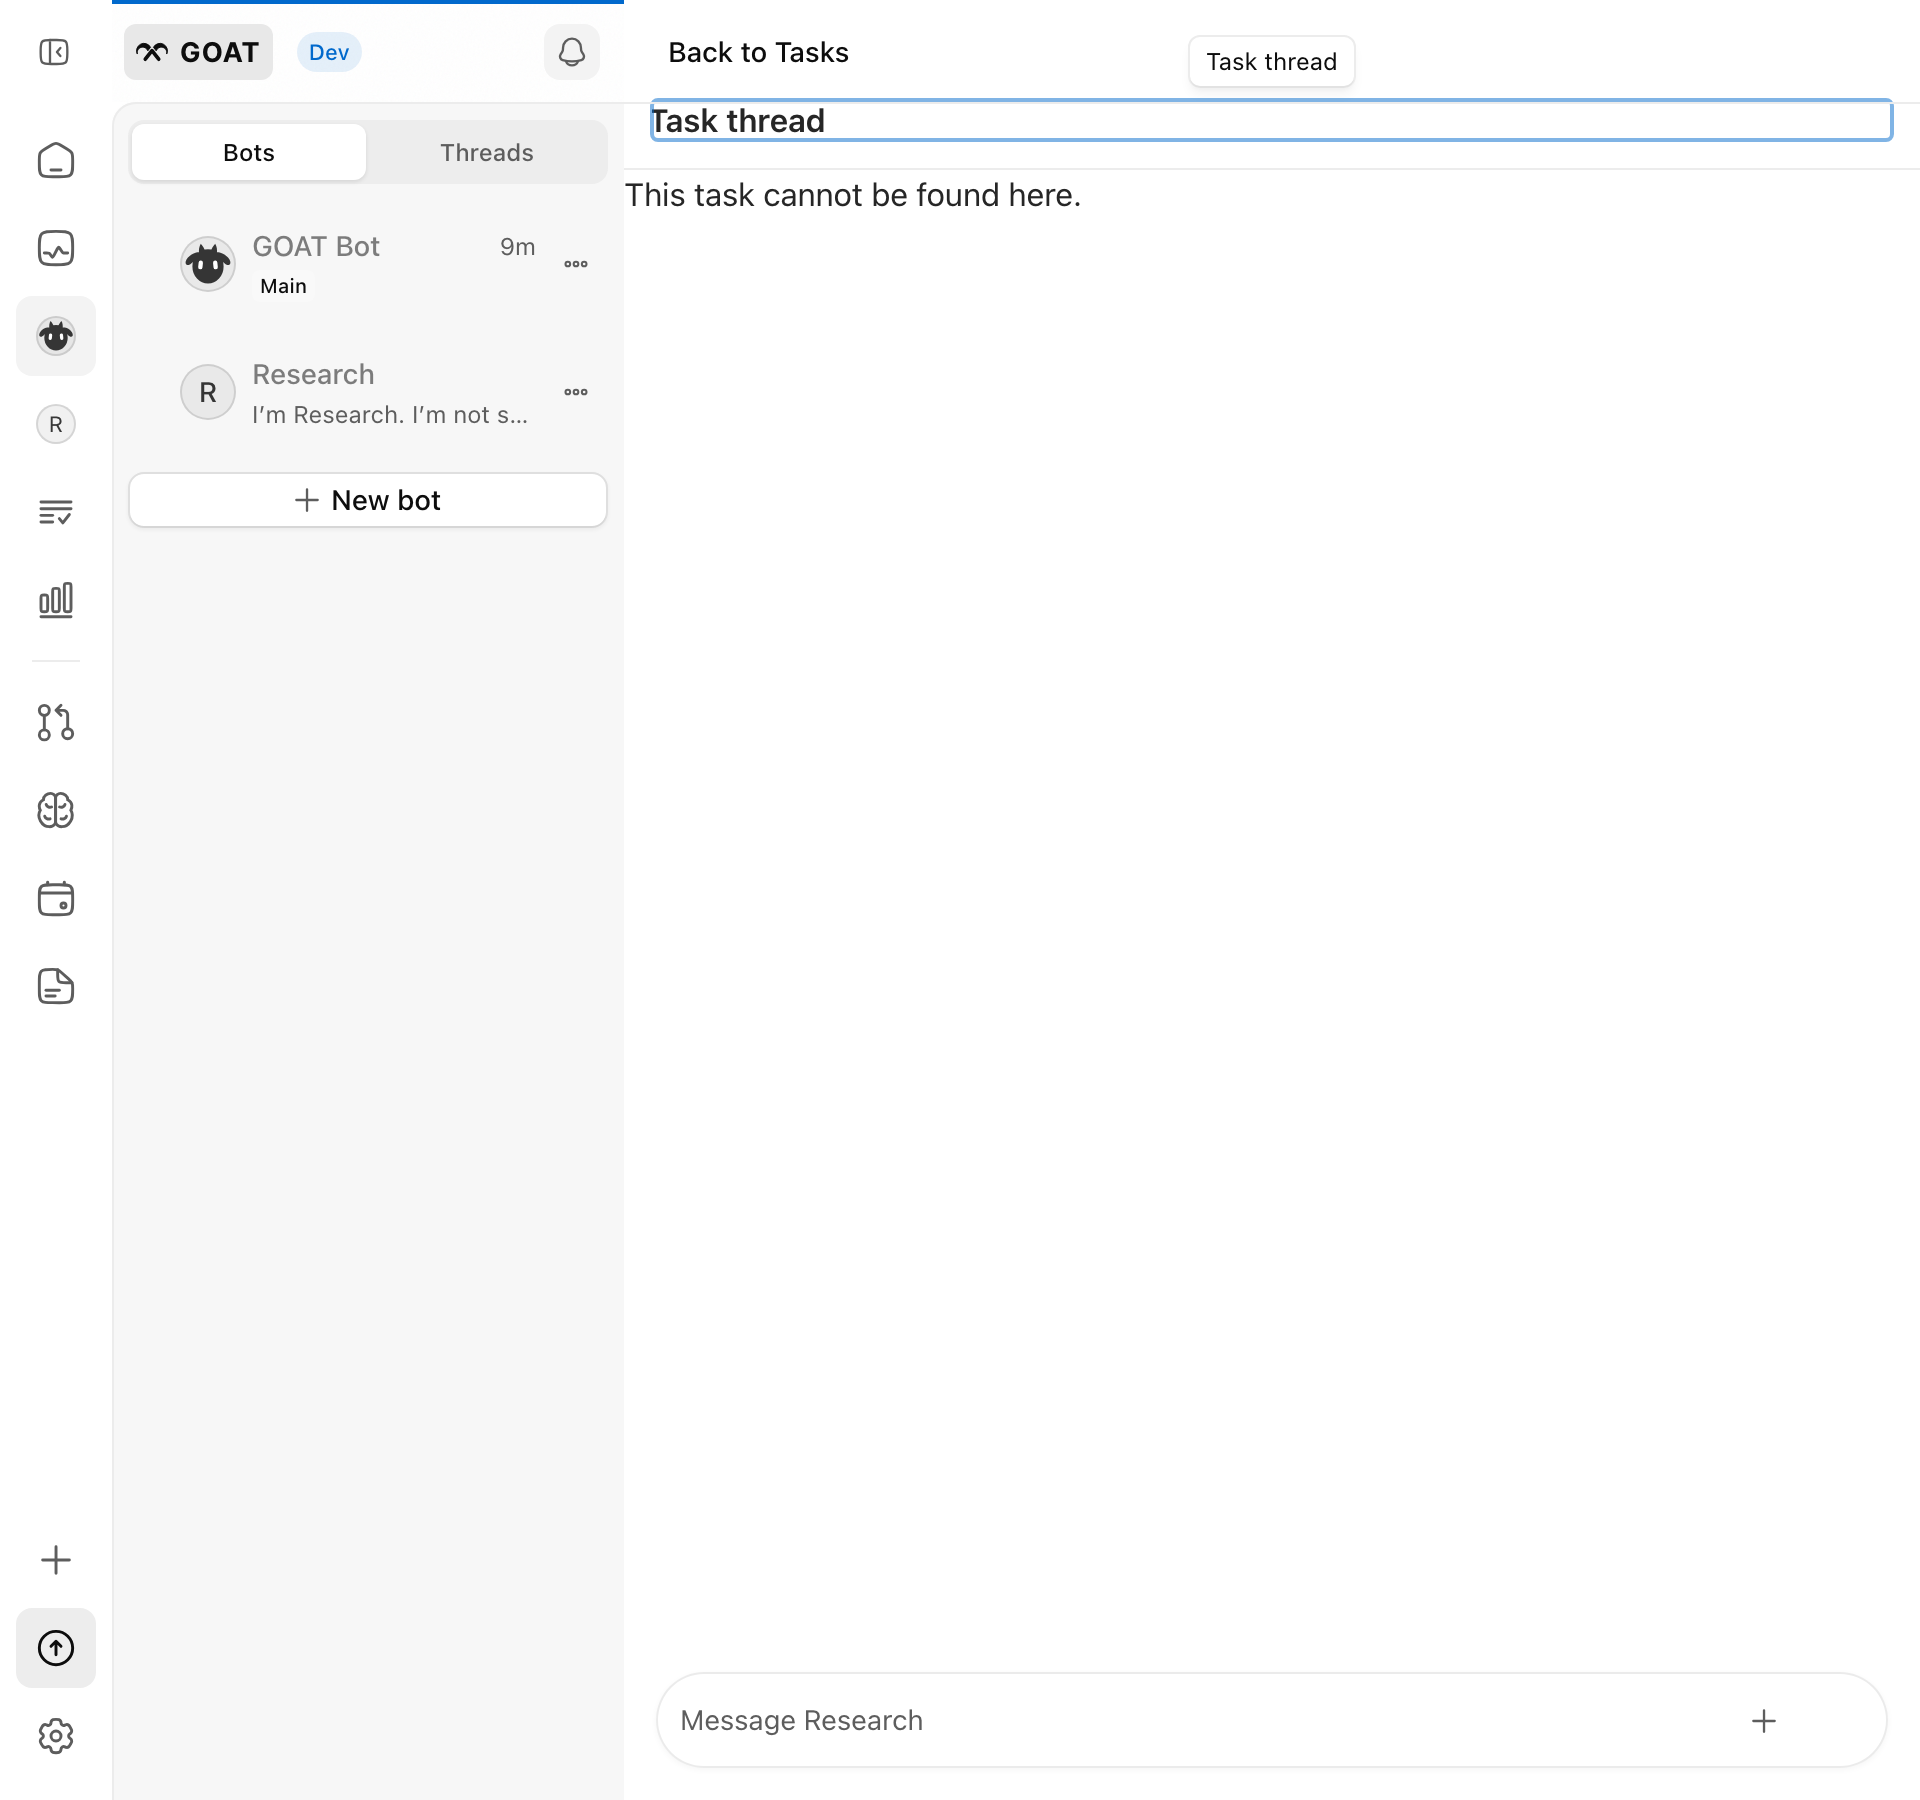 GOAT
Dev
Back to Tasks
Task thread
Task thread
Bots
Threads
This task cannot be found here.
GOAT Bot
9m
Main
R
Research
I'm Research. I'm not s...
R
New bot
Message Research